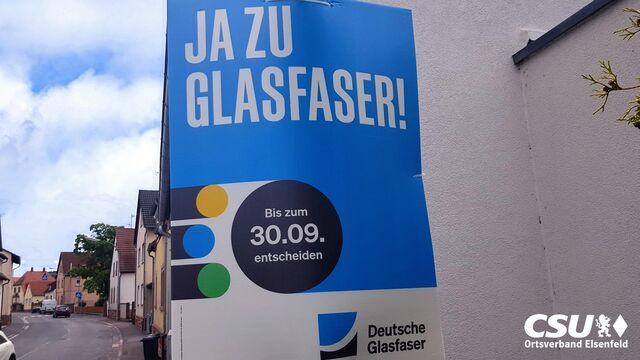 JA ZU
GLASFASER!
Bis zum
30.09.
entscheiden
Deutsche
Glasfaser
CSU
Ortsverband Elsenfeld